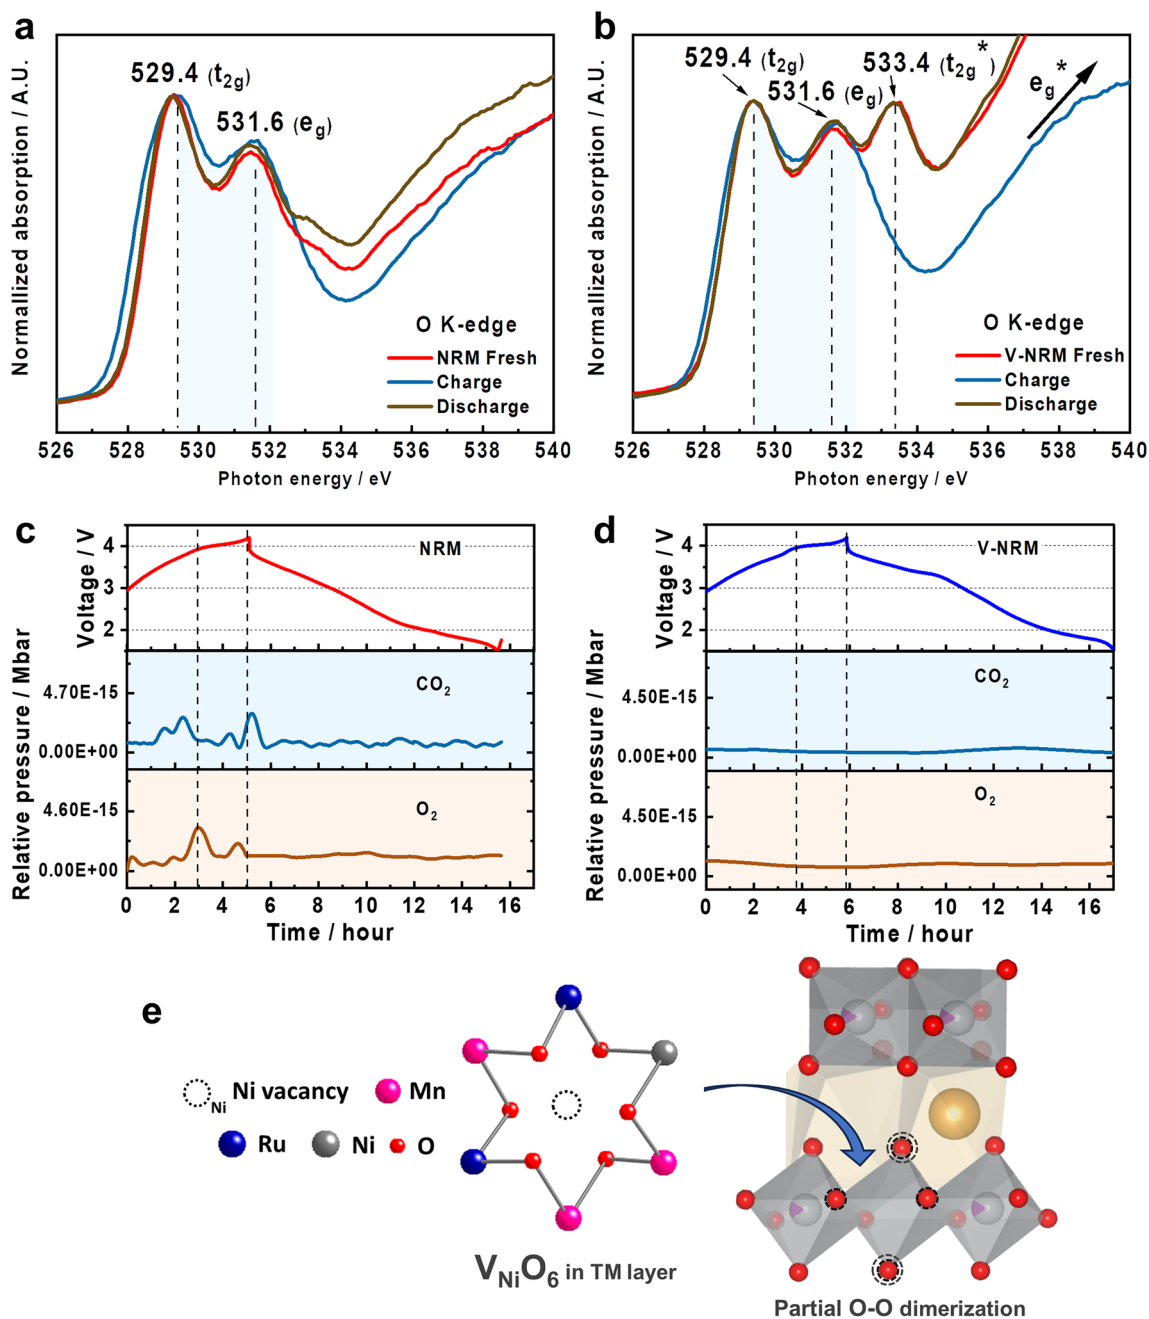 a
529.4 (t2g)
531.6 (eg)
Normallized absorption / A.U.
O K-edge
NRM Fresh
Charge
Discharge
526 528 530 532 534 536 538 540
Photon energy / eV
b
529.4 (t2g)
533.4 (t2g*)
531.6 (eg)
eg*
Normallized absorption / A.U.
O K-edge
V-NRM Fresh
Charge
Discharge
526 528 530 532 534 536 538 540
Photon energy / eV
c
Voltage / V
4
3
2
NRM
Relative pressure / Mbar
CO2
4.70E-15
0.00E+00
O2
4.60E-15
0.00E+00
0 2 4 6 8 10 12 14 16
Time / hour
d
Voltage / V
4
3
2
V-NRM
Relative pressure / Mbar
CO2
4.50E-15
0.00E+00
O2
4.50E-15
0.00E+00
0 2 4 6 8 10 13 14 16
Time / hour
e
Ni Ni vacancy
Mn
Ru
Ni
O
VNiO6 in TM layer
Partial O-O dimerization